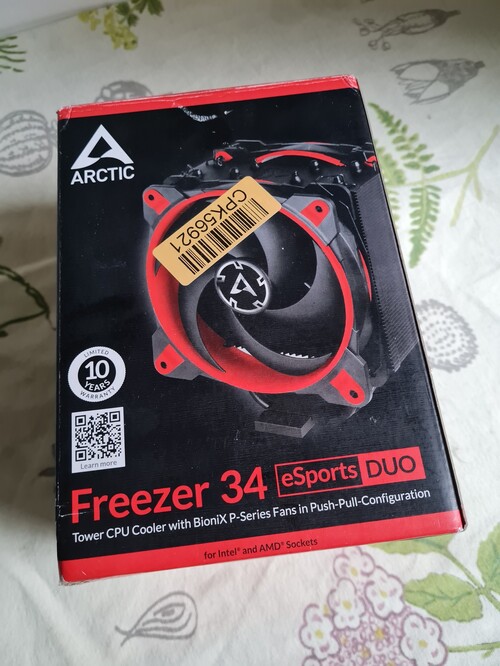 ARCTIC
CPK56921
LIMITED
10
YEARS
WARRANTY
Learn more
Freezer 34 eSports DUO
Tower CPU Cooler with BioniX P-Series Fans in Push-Pull-Configuration
for Intel® and AMD® Sockets